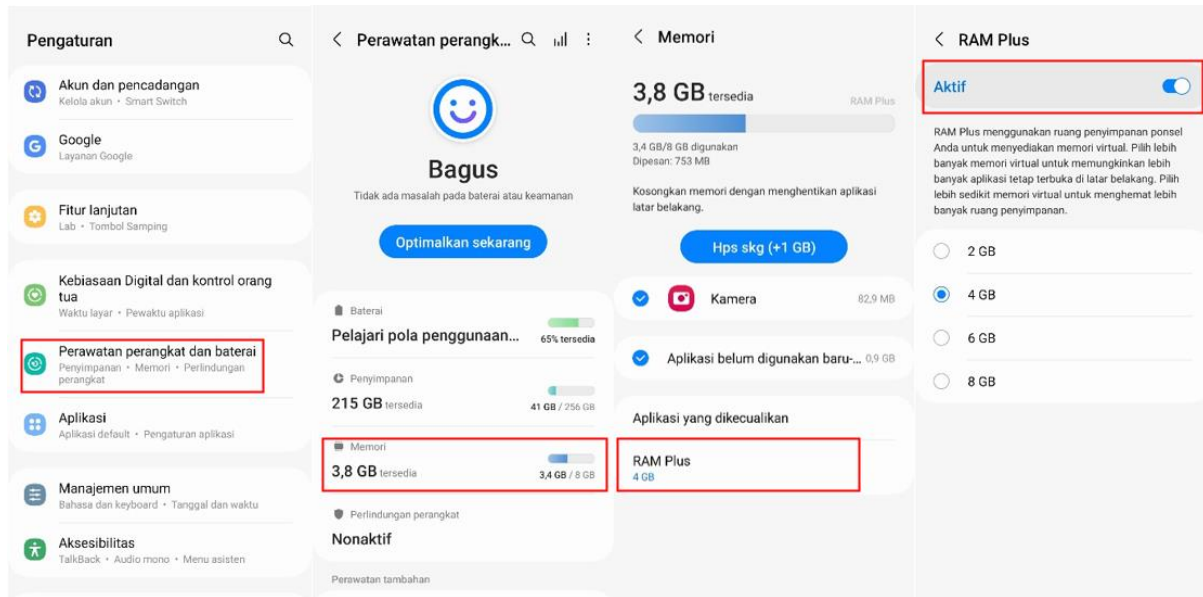 Pengaturan
Akun dan pencadangan
Kelola akun • Smart Switch
Google
Layanan Google
Fitur lanjutan
Lab • Tombol Samping
Kebiasaan Digital dan kontrol orang
tua
Waktu layar • Pewaktu aplikasi
Perawatan perangkat dan baterai
Penyimpanan • Memori • Perlindungan
perangkat
Aplikasi
Aplikasi default • Pengaturan aplikasi
Manajemen umum
Bahasa dan keyboard • Tanggal dan waktu
Aksesibilitas
TalkBack • Audio mono • Menu asisten
Perawatan perangk...
Bagus
Tidak ada masalah pada baterai atau keamanan
Optimalkan sekarang
Baterai
Pelajari pola penggunaan... 65% tersedia
Penyimpanan
215 GB tersedia 41 GB / 256 GB
Memori
3,8 GB tersedia 3,4 GB / 8 GB
Perlindungan perangkat
Nonaktif
Perawatan tambahan
Memori
3,8 GB tersedia RAM Plus
3,4 GB/8 GB digunakan
Dipesan: 753 MB
Kosongkan memori dengan menghentikan aplikasi
latar belakang.
Hps skg (+1 GB)
Kamera 82,9 MB
Aplikasi belum digunakan baru-... 0,9 GB
Aplikasi yang dikecualikan
RAM Plus
4 GB
RAM Plus
Aktif
RAM Plus menggunakan ruang penyimpanan ponsel
Anda untuk menyediakan memori virtual. Pilih lebih
banyak memori virtual untuk memungkinkan lebih
banyak aplikasi tetap terbuka di latar belakang. Pilih
lebih sedikit memori virtual untuk menghemat lebih
banyak ruang penyimpanan.
2 GB
4 GB
6 GB
8 GB